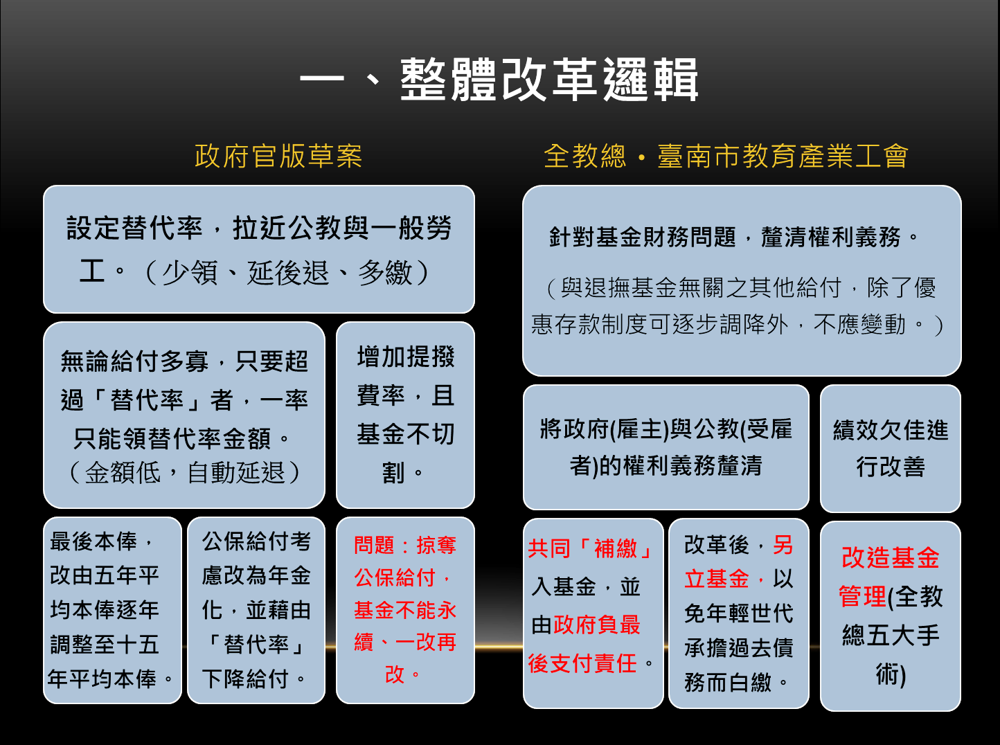 一、整體改革邏輯
政府官版草案
設定替代率，拉近公教與一般勞
工。（少領、延後退、多繳）
無論給付多寡，只要超
過「替代率」者，一率
只能領替代率金額。
（金額低，自動延退）
增加提撥
費率，且
基金不切
割。
最後本俸，
改由五年平
均本俸逐年
調整至十五
年平均本俸。
公保給付考
慮改為年金
化，並藉由
「替代率」
下降給付。
問題：掠奪
公保給付，
基金不能永
續、一改再
改。
全教總・臺南市教育產業工會
針對基金財務問題，釐清權利義務。
（與退撫基金無關之其他給付，除了優
惠存款制度可逐步調降外，不應變動。）
將政府(雇主)與公教(受雇
者)的權利義務釐清
績效欠佳進
行改善
共同「補繳」
入基金，並
由政府負最
後支付責任。
改革後，另
立基金，以
免年輕世代
承擔過去債
務而白繳。
改造基金
管理(全教
總五大手
術)